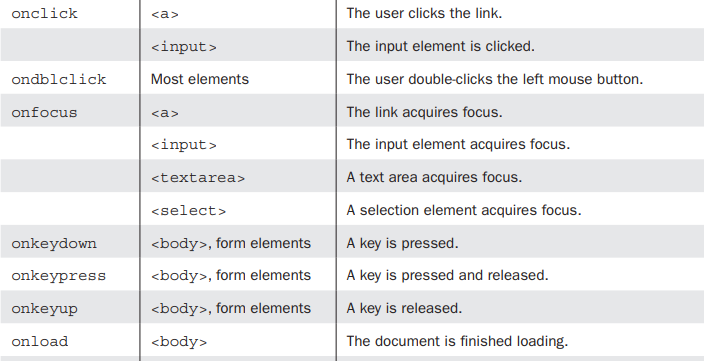 onclick <a> The user clicks the link.
<input> The input element is clicked.
ondblclick Most elements The user double-clicks the left mouse button.
onfocus <a> The link acquires focus.
<input> The input element acquires focus.
<textarea> A text area acquires focus.
<select> A selection element acquires focus.
onkeydown <body>, form elements A key is pressed.
onkeypress <body>, form elements A key is pressed and released.
onkeyup <body>, form elements A key is released.
onload <body> The document is finished loading.